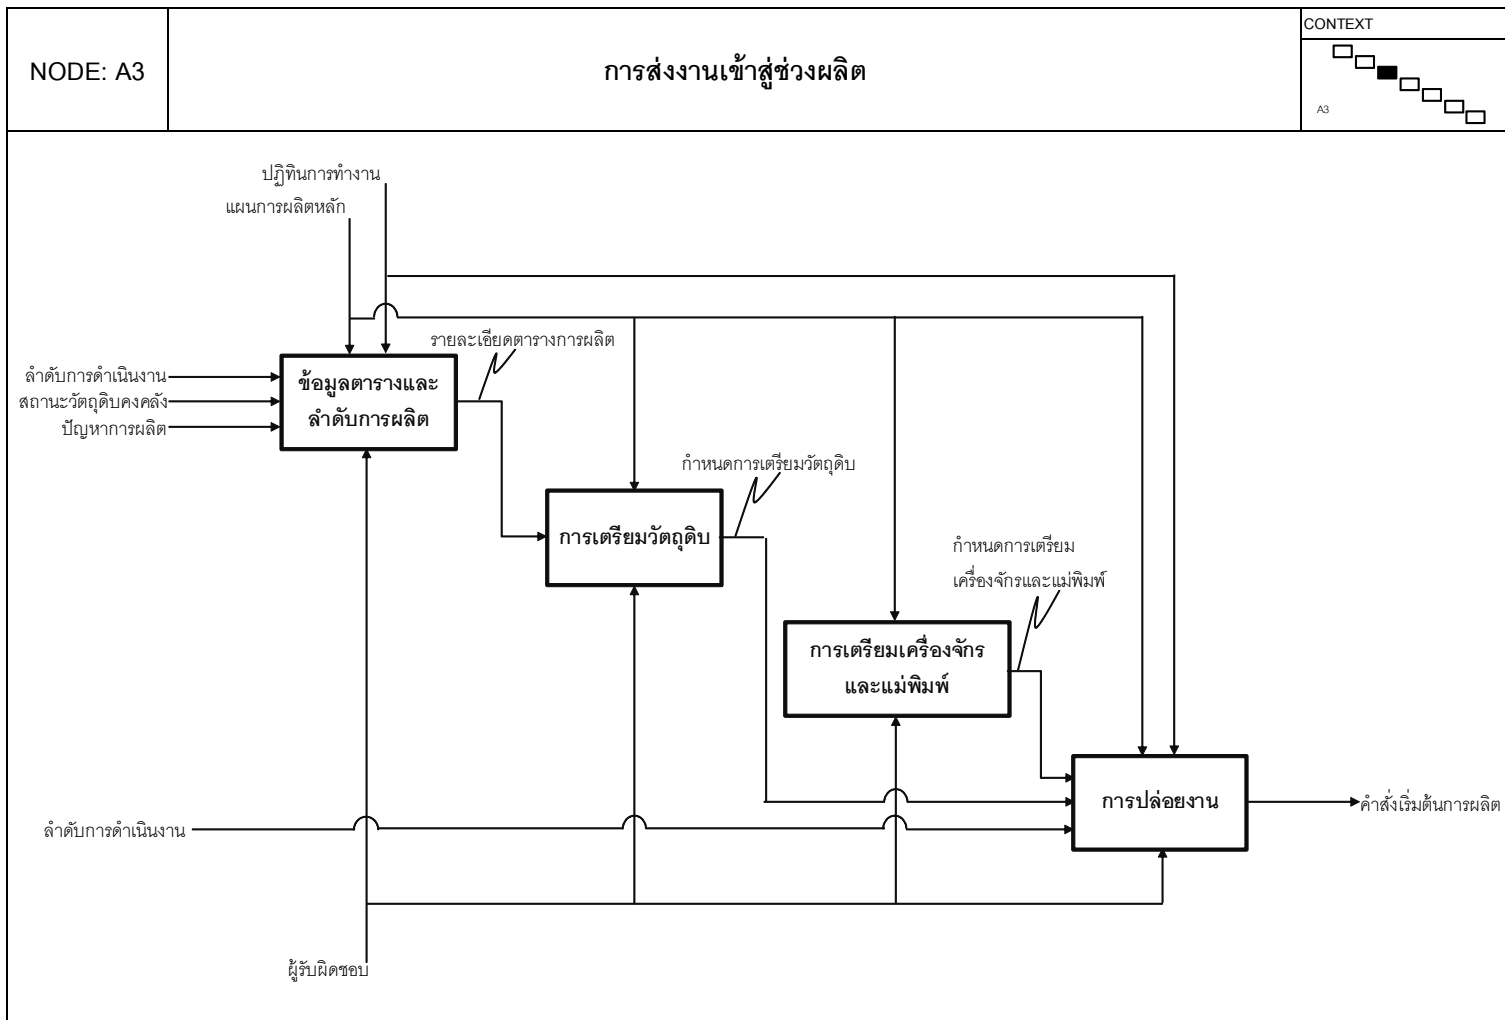 NODE: A3
การส่งงานเข้าสู่ช่วงผลิต
CONTEXT
A3
ปฏิทินการทำงาน
แผนการผลิตหลัก
รายละเอียดตารางการผลิต
ลำดับการดำเนินงาน
สถานะวัตถุดิบคงคลัง
ปัญหาการผลิต
ข้อมูลตารางและ
ลำดับการผลิต
กำหนดการเตรียมวัตถุดิบ
การเตรียมวัตถุดิบ
กำหนดการเตรียม
เครื่องจักรและแม่พิมพ์
การเตรียมเครื่องจักร
และแม่พิมพ์
การปล่อยงาน
คำสั่งเริ่มต้นการผลิต
ลำดับการดำเนินงาน
ผู้รับผิดชอบ